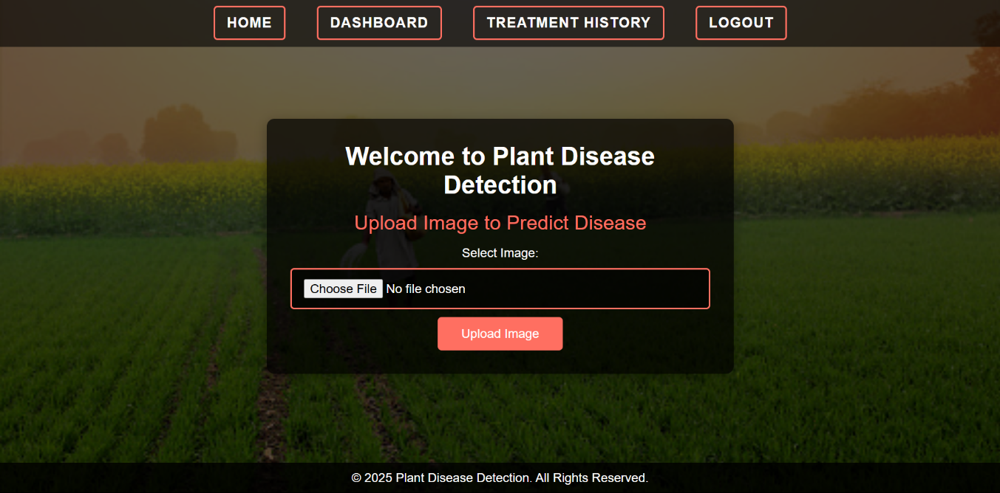 HOME DASHBOARD TREATMENT HISTORY LOGOUT
Welcome to Plant Disease
Detection
Upload Image to Predict Disease
Select Image:
Choose File No file chosen
Upload Image
© 2025 Plant Disease Detection. All Rights Reserved.